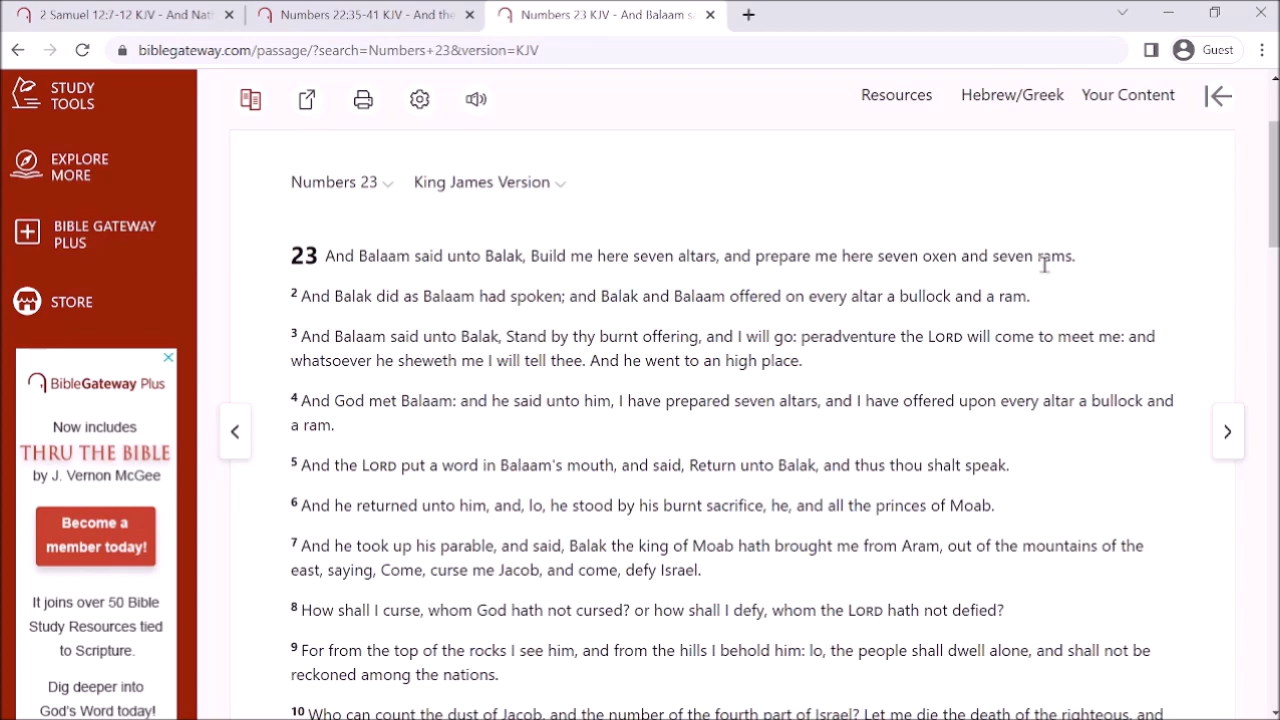 2 Samuel 12:7-12 KJV - And Nat
Numbers 22:35-41 KJV - And the
Numbers 23 KJV - And Balaam sa
biblegateway.com/passage/?search=Numbers+23&version=KJV
Guest
STUDY
TOOLS
EXPLORE
MORE
BIBLE GATEWAY
PLUS
STORE
BibleGateway Plus
Now includes
THRU THE BIBLE
by J. Vernon McGee
Become a
member today!
It joins over 50 Bible
Study Resources tied
to Scripture.
Dig deeper into
God's Word today!
Resources Hebrew/Greek Your Content
Numbers 23 King James Version
23 And Balaam said unto Balak, Build me here seven altars, and prepare me here seven oxen and seven rams.
2 And Balak did as Balaam had spoken; and Balak and Balaam offered on every altar a bullock and a ram.
3 And Balaam said unto Balak, Stand by thy burnt offering, and I will go: peradventure the LORD will come to meet me: and
whatsoever he sheweth me I will tell thee. And he went to an high place.
4 And God met Balaam: and he said unto him, I have prepared seven altars, and I have offered upon every altar a bullock and
a ram.
5 And the LORD put a word in Balaam's mouth, and said, Return unto Balak, and thus thou shalt speak.
6 And he returned unto him, and, lo, he stood by his burnt sacrifice, he, and all the princes of Moab.
7 And he took up his parable, and said, Balak the king of Moab hath brought me from Aram, out of the mountains of the
east, saying, Come, curse me Jacob, and come, defy Israel.
8 How shall I curse, whom God hath not cursed? or how shall I defy, whom the LORD hath not defied?
9 For from the top of the rocks I see him, and from the hills I behold him: lo, the people shall dwell alone, and shall not be
reckoned among the nations.
10 Who can count the dust of Jacob, and the number of the fourth part of Israel? Let me die the death of the righteous, and